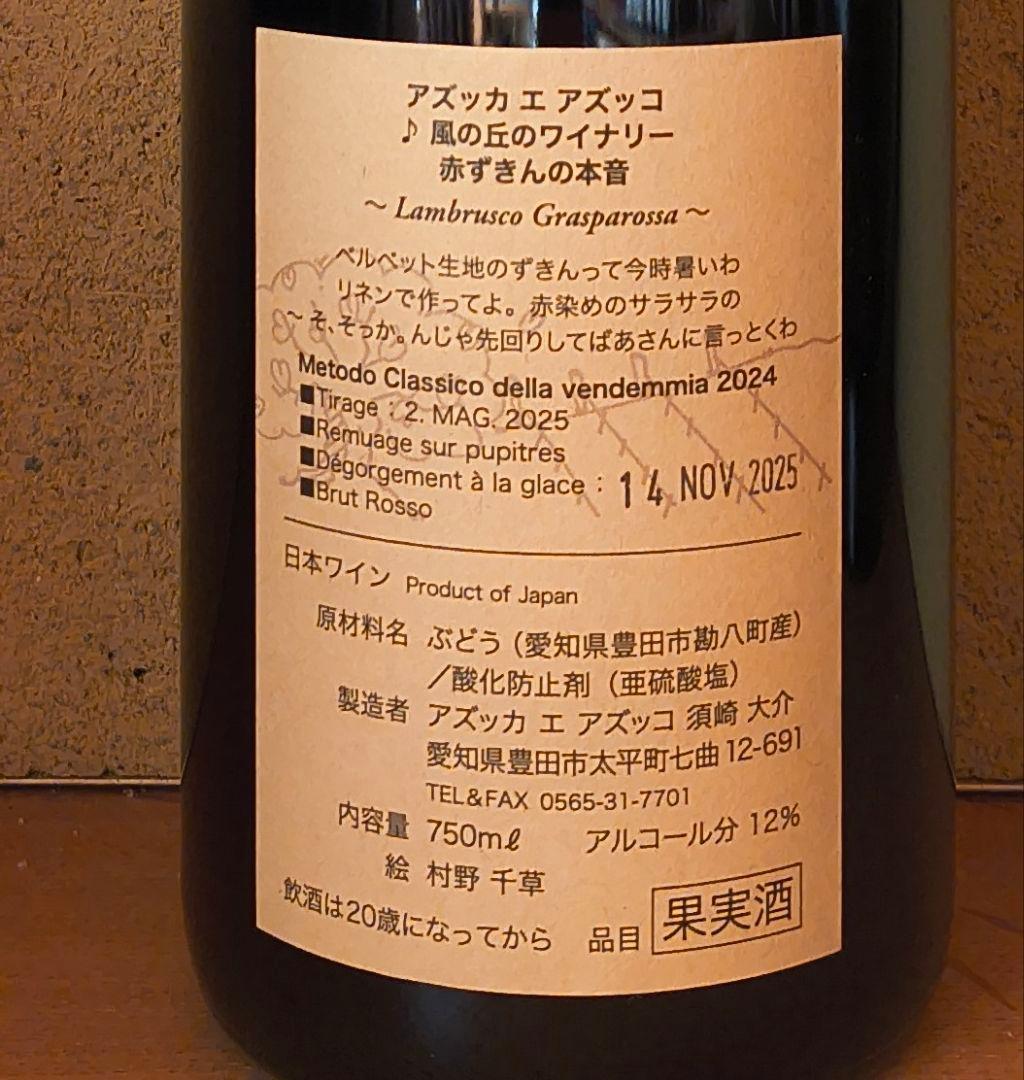 アズッカ エ アズッコ
♪ 風の丘のワイナリー
赤ずきんの本音
～ Lambrusco Grasparossa ～
ベルベット生地のずきんって今時暑いわ
リネンで作ってよ。赤染めのサラサラの
～ そ、そっか。んじゃ先回りしてばあさんに言っとくわ
Metodo Classico della vendemmia 2024
■Tirage : 2. MAG. 2025
■Remuage sur pupitres
■Dégorgement à la glace : 14 NOV 2025
■Brut Rosso
日本ワイン Product of Japan
原材料名 ぶどう（愛知県豊田市勘八町産）
／酸化防止剤（亜硫酸塩）
製造者 アズッカ エ アズッコ 須崎 大介
愛知県豊田市太平町七曲12-691
TEL&FAX 0565-31-7701
内容量 750mℓ アルコール分 12%
絵 村野 千草
飲酒は20歳になってから 品目 果実酒